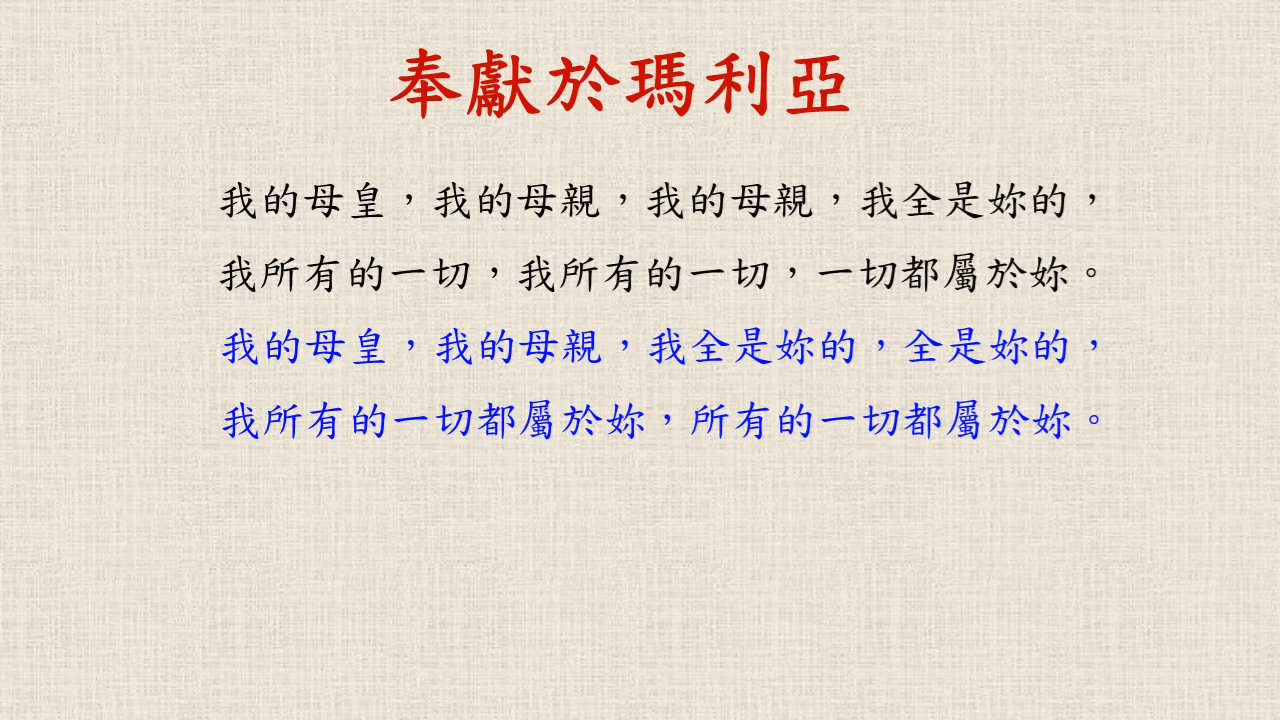 奉獻於瑪利亞
我的母皇，我的母親，我的母親，我全是妳的，
我所有的一切，我所有的一切，一切都屬於妳。
我的母皇，我的母親，我全是妳的，全是妳的，
我所有的一切都屬於妳，所有的一切都屬於妳。